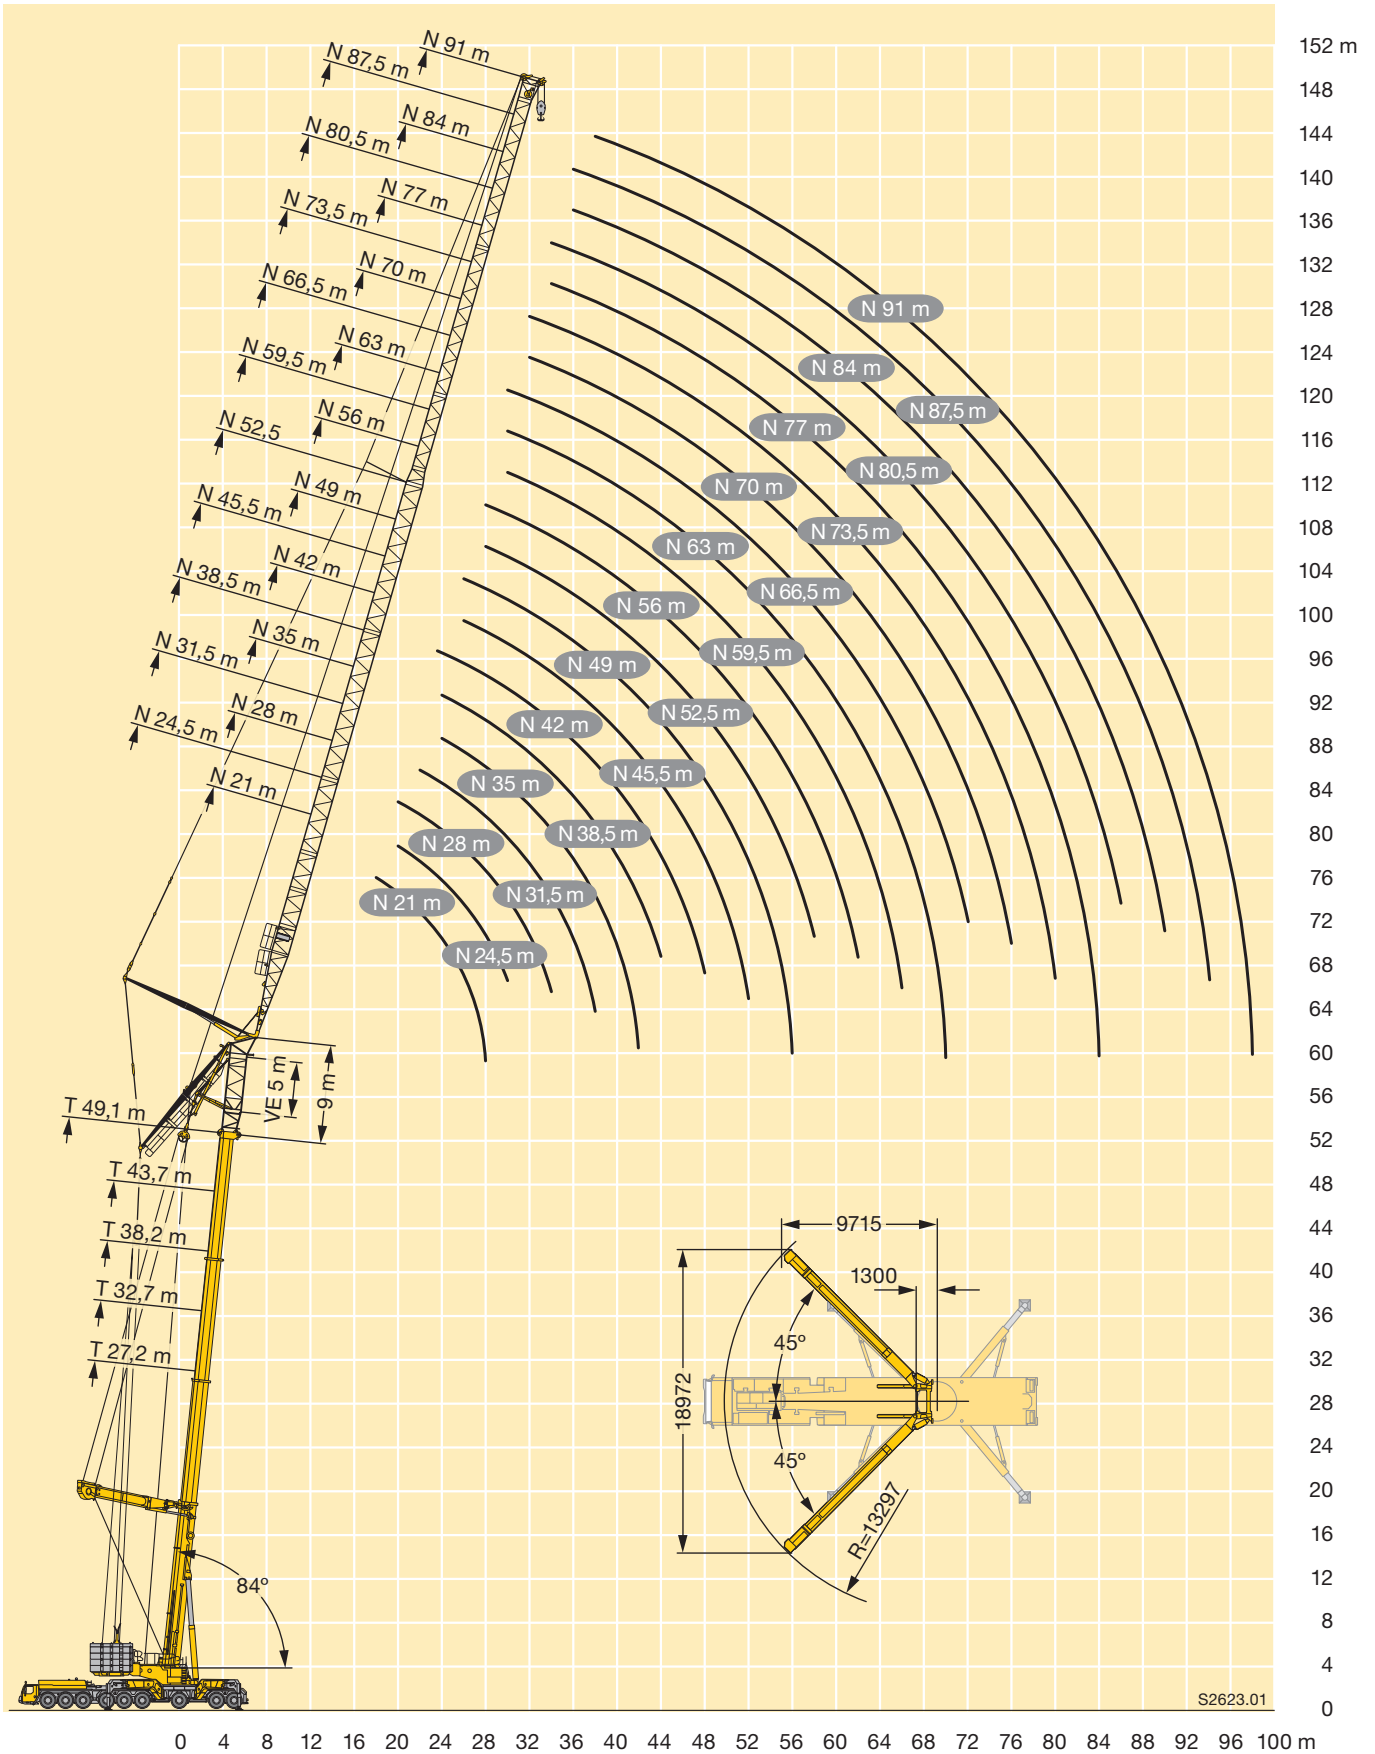 152 m
N 91 m
N 87,5 m
148
N 84 m
144
N 80,5 m
140
N 77 m
136
N 73,5 m
132
N 70 m
N 66,5 m
128
N 91 m
N 63 m
124
N 59,5 m
N 84 m
120
N 56 m
N 87,5 m
N 52,5
N 77 m
116
N 80,5 m
N 49 m
N 70 m
112
N 45,5 m
N 73,5 m
108
N 63 m
N 42 m
104
N 38,5 m
N 66,5 m
N 56 m
100
N 35 m
N 31,5 m
N 59,5 m
N 49 m
96
N 28 m
N 52,5 m
92
N 24,5 m
N 42 m
88
N 21 m
N 45,5 m
N 35 m
84
N 38,5 m
80
N 28 m
76
N 31,5 m
N 21 m
72
N 24,5 m
68
64
60
VE 5 m
9 m
56
T 49,1 m
52
T 43,7 m
48
9715
44
T 38,2 m
1300
40
T 32,7 m
36
45°
T 27,2 m
32
18972
28
45°
24
20
R=13297
16
84°
12
8
4
S2623.01
0
0 4 8 12 16 20 24 28 32 36 40 44 48 52 56 60 64 68 72 76 80 84 88 92 96 100 m